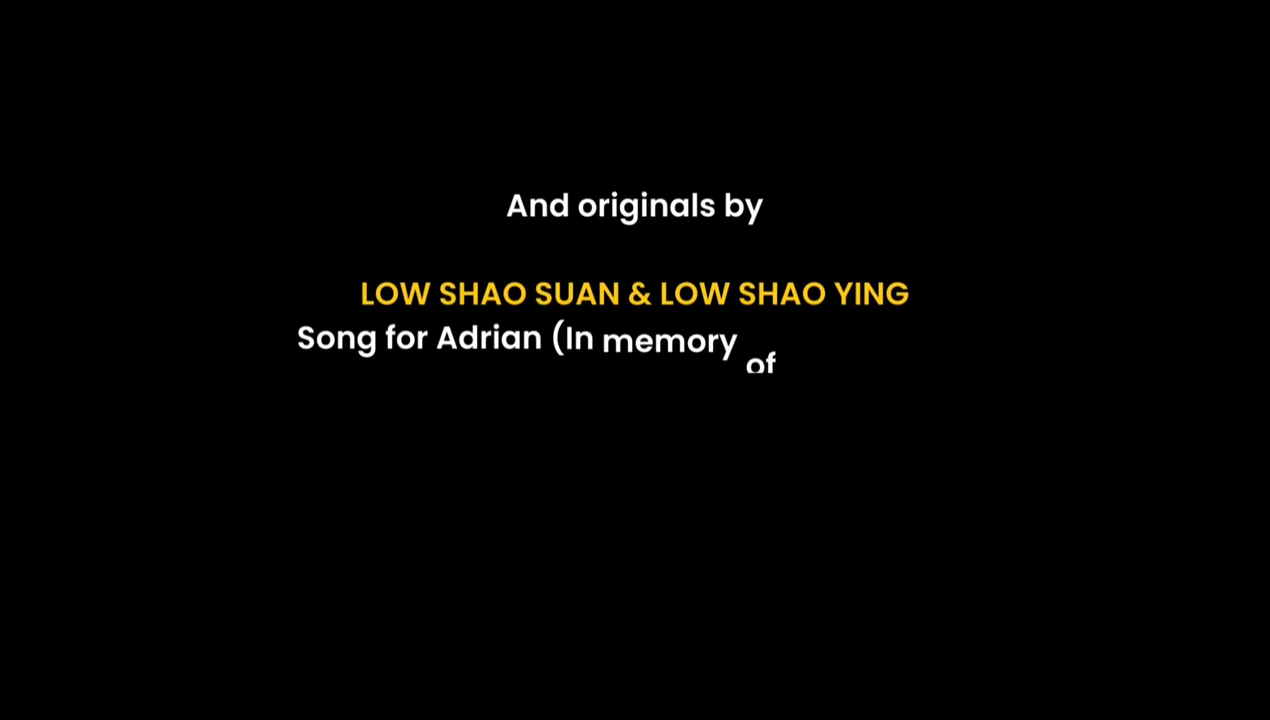 And originals by
LOW SHAO SUAN & LOW SHAO YING
Song for Adrian (In memory of